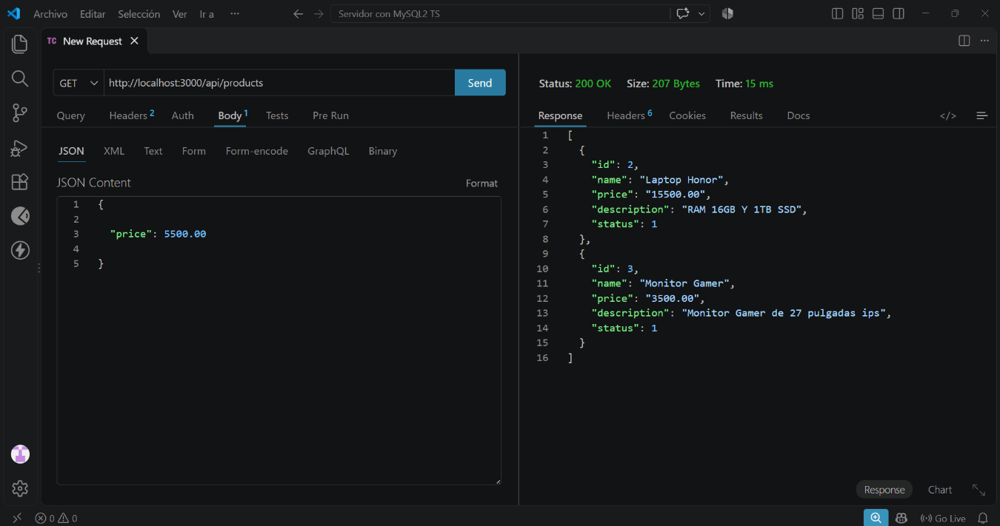 Archivo Editar Selección Ver Ir a ··· Servidor con MySQL2 TS
TC New Request
GET http://localhost:3000/api/products Send
Query Headers 2 Auth Body 1 Tests Pre Run
JSON XML Text Form Form-encode GraphQL Binary
JSON Content Format
1 {
2
3 "price": 5500.00
4
5 }
Status: 200 OK Size: 207 Bytes Time: 15 ms
Response Headers 6 Cookies Results Docs </>
1 [
2 {
3 "id": 2,
4 "name": "Laptop Honor",
5 "price": "15500.00",
6 "description": "RAM 16GB Y 1TB SSD",
7 "status": 1
8 },
9 {
10 "id": 3,
11 "name": "Monitor Gamer",
12 "price": "3500.00",
13 "description": "Monitor Gamer de 27 pulgadas ips",
14 "status": 1
15 }
16 ]
Response Chart
0 0 Go Live